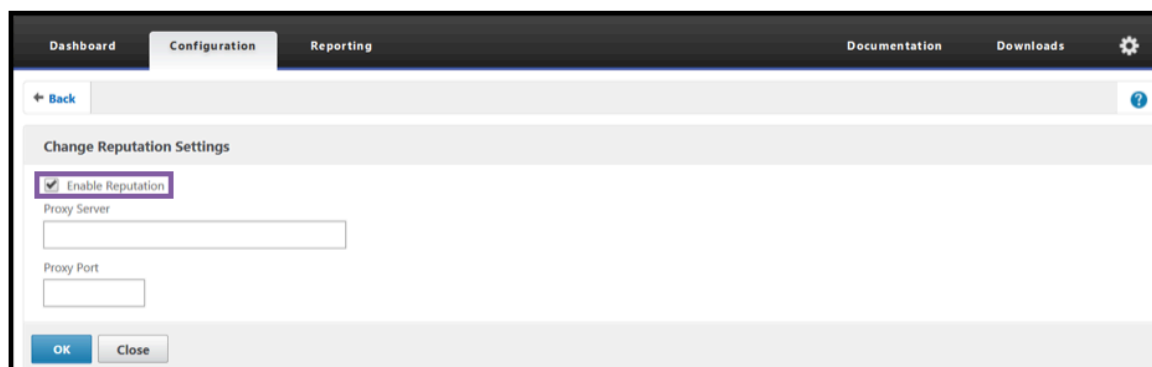 Dashboard Configuration Reporting Documentation Downloads
Back
Change Reputation Settings
Enable Reputation
Proxy Server
Proxy Port
OK Close